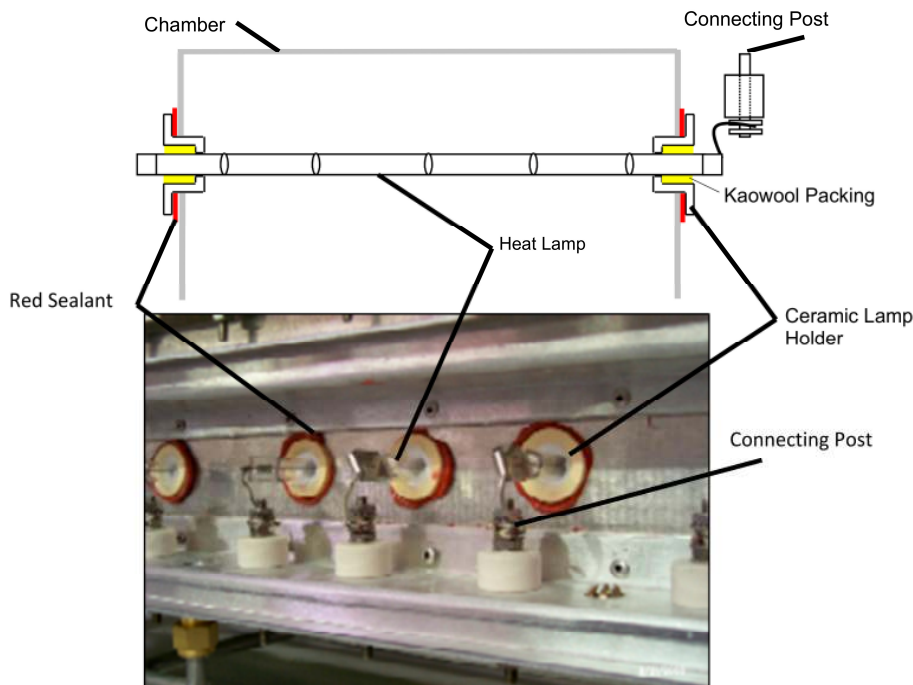 Chamber
Connecting Post
Kaowool Packing
Heat Lamp
Red Sealant
Ceramic Lamp
Holder
Connecting Post